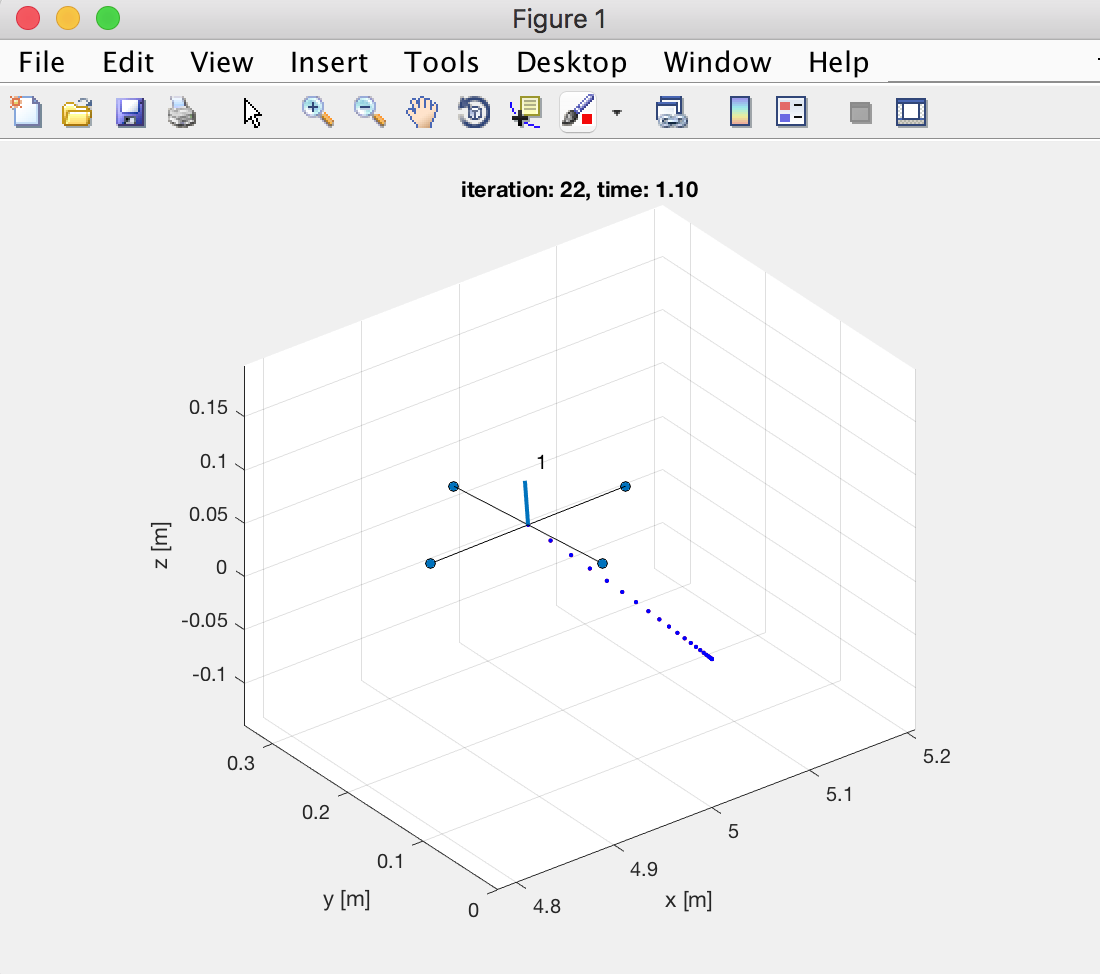 Figure 1
File Edit View Insert Tools Desktop Window Help
iteration: 22, time: 1.10
0.15
0.1
0.05
0
-0.05
-0.1
z [m]
1
0.3
0.2
0.1
0
y [m]
4.8
4.9
5
5.1
5.2
x [m]